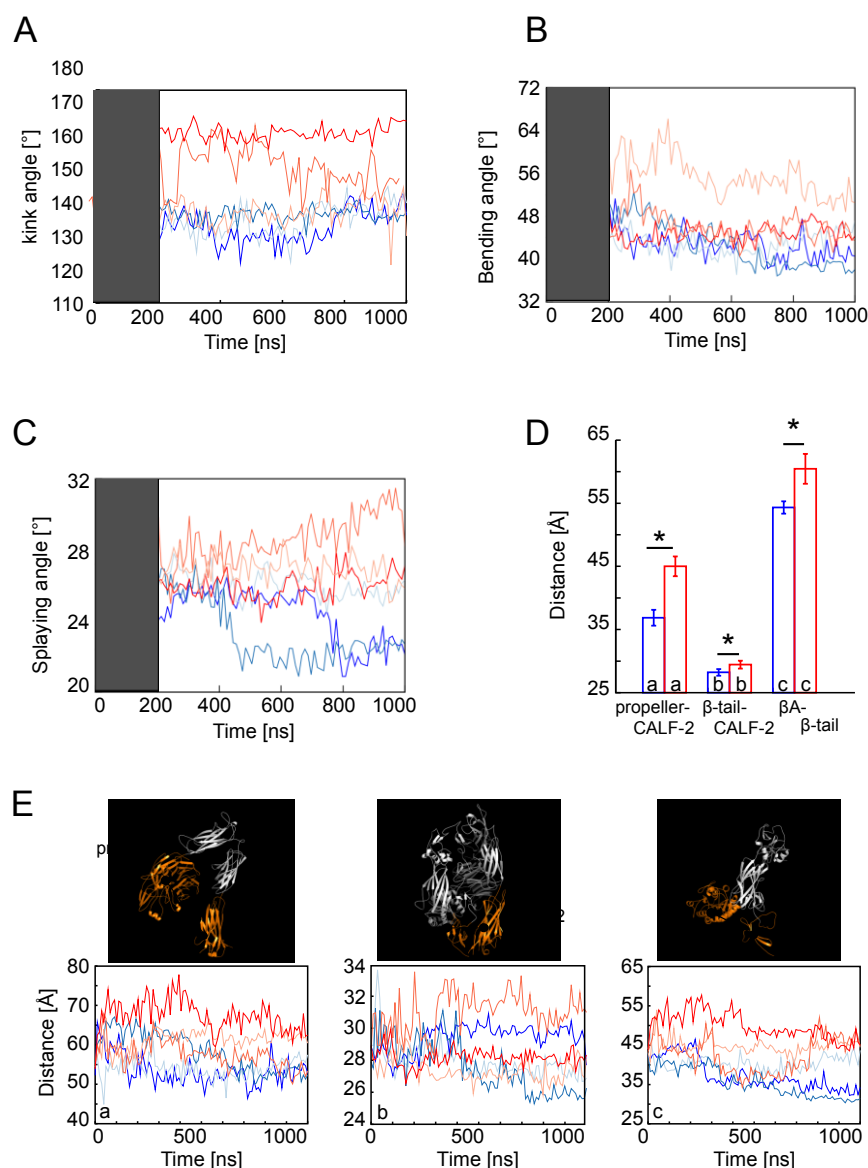 A
kink angle [°]
180
170
160
150
140
130
120
110
0 200 400 600 800 1000
Time [ns]
B
Bending angle [°]
72
64
56
48
40
32
0 200 400 600 800 1000
Time [ns]
C
Splaying angle [°]
32
28
26
24
22
20
0 200 400 600 800 1000
Time [ns]
D
*
*
*
Distance [Å]
65
55
45
35
25
a a b b c c
propeller- β-tail- βA-
CALF-2 CALF-2 β-tail
E
pr
2
Distance [Å]
80
70
60
50
40
a
0 500 1000
Time [ns]
34
32
30
28
26
24
b
0 500 1000
Time [ns]
65
55
45
35
25
c
0 500 1000
Time [ns]